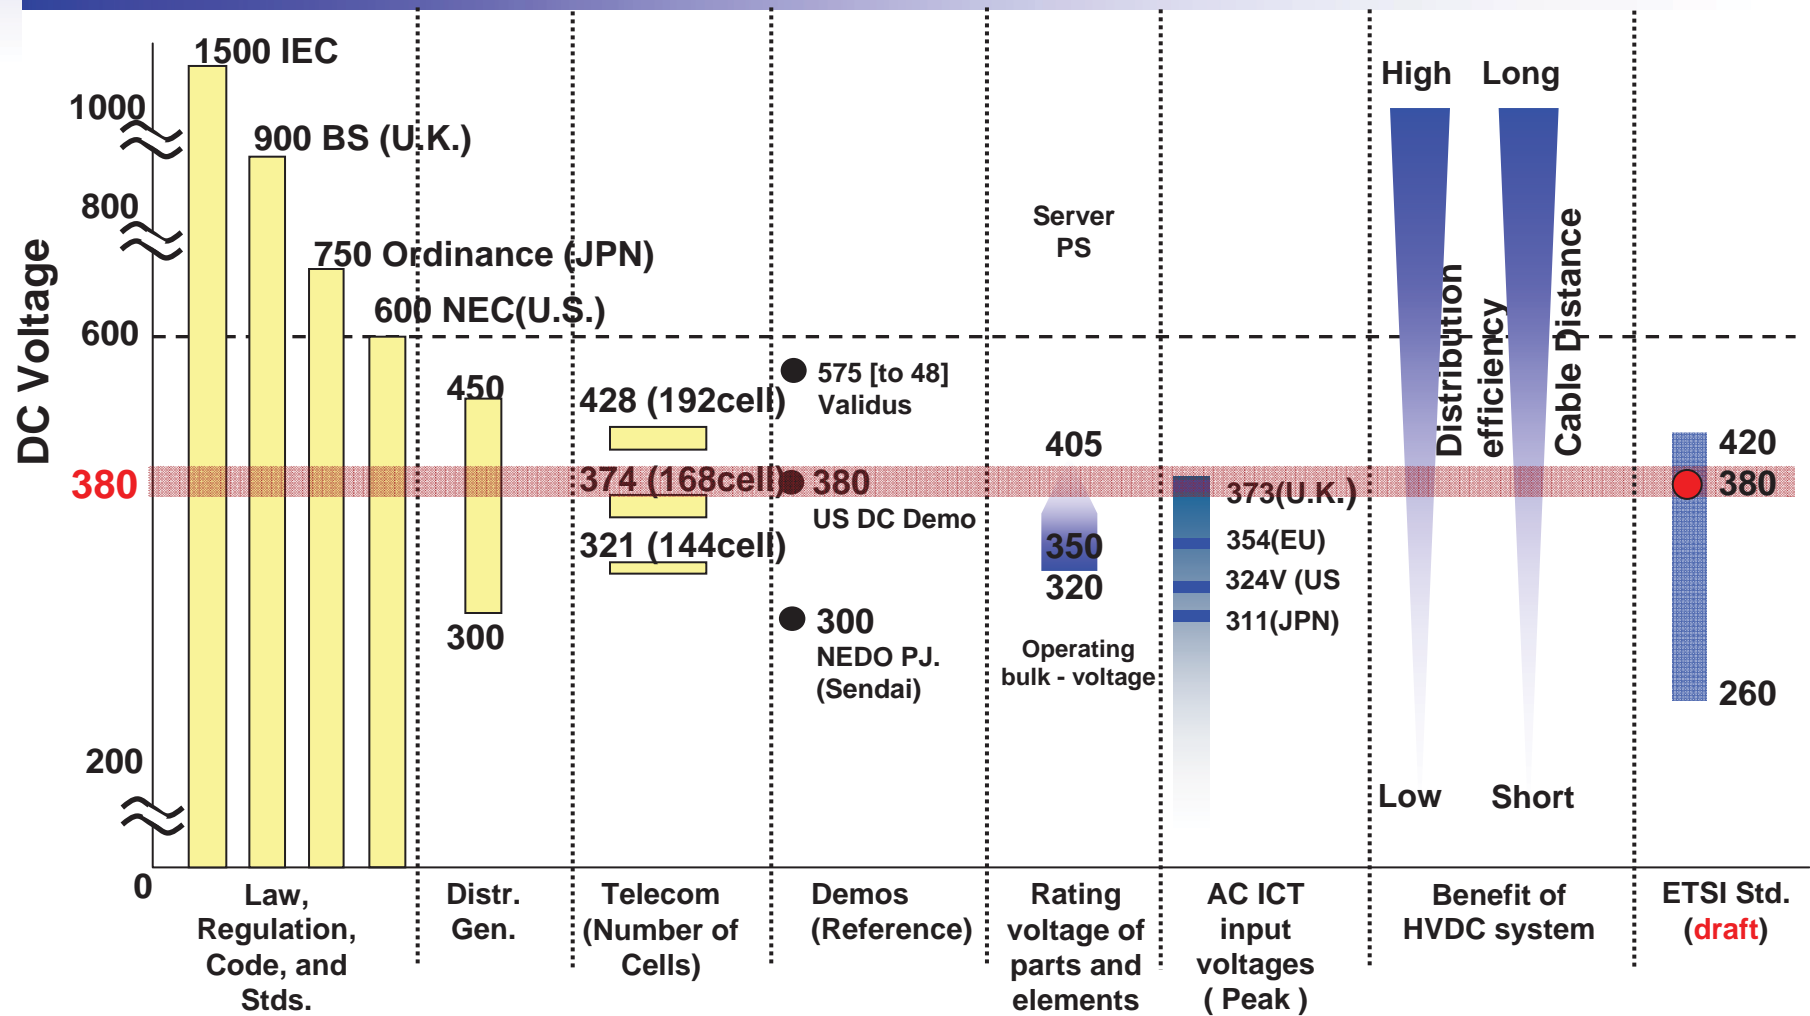 DC Voltage
1000
800
600
380
200
0
1500 IEC
900 BS (U.K.)
750 Ordinance (JPN)
600 NEC(U.S.)
450
300
428 (192cell)
374 (168cell)
321 (144cell)
575 [to 48]
Validus
380
US DC Demo
300
NEDO PJ.
(Sendai)
Server
PS
405
350
320
Operating
bulk - voltage
373(U.K.)
354(EU)
324V (US
311(JPN)
High
Long
Distribution
efficiency
Cable Distance
Low
Short
420
380
260
Law,
Regulation,
Code, and
Stds.
Distr.
Gen.
Telecom
(Number of
Cells)
Demos
(Reference)
Rating
voltage of
parts and
elements
AC ICT
input
voltages
( Peak )
Benefit of
HVDC system
ETSI Std.
(draft)